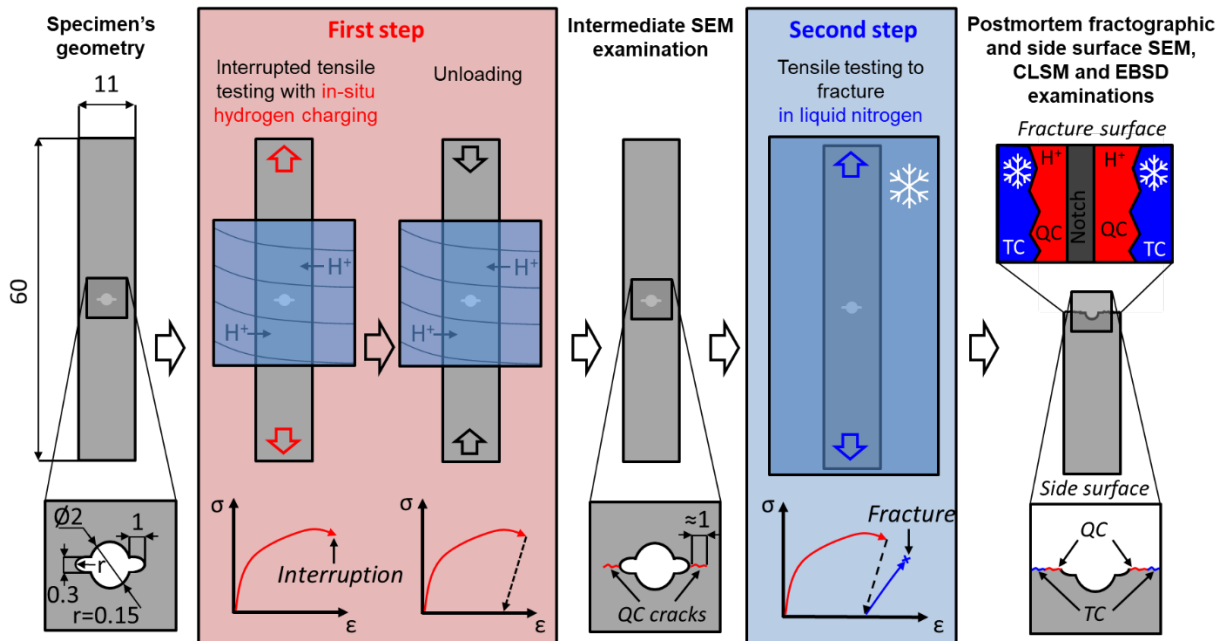 Specimen's
geometry
11
60
Ø2
1
r
0.3
r=0.15
First step
Interrupted tensile
testing with in-situ
hydrogen charging
Unloading
H+
H+
H+
H+
σ
Interruption
ε
σ
ε
Intermediate SEM
examination
≈1
QC cracks
Second step
Tensile testing to
fracture
in liquid nitrogen
σ
Fracture
ε
Postmortem fractographic
and side surface SEM,
CLSM and EBSD
examinations
Fracture surface
H+
H+
TC
QC
Notch
QC
TC
Side surface
QC
TC